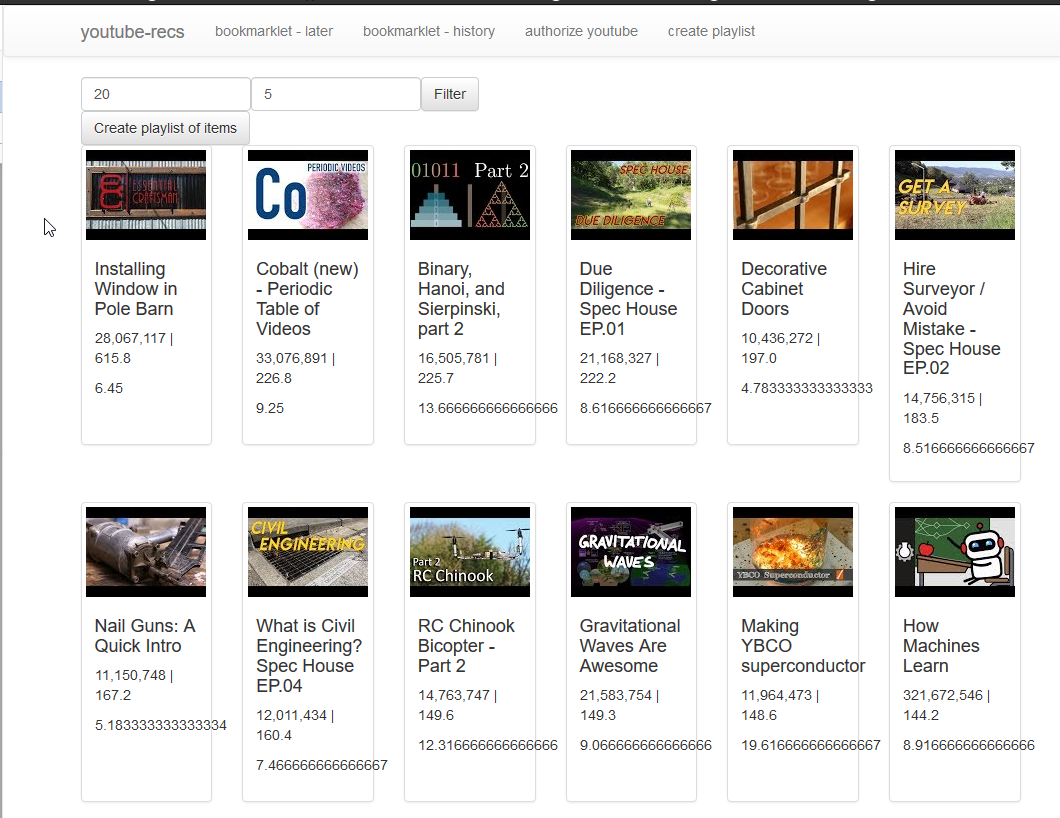 youtube-recs bookmarklet - later bookmarklet - history authorize youtube create playlist
20 5 Filter
Create playlist of items
ESSENTIAL
CRAFTSMAN
Installing
Window in
Pole Barn
28,067,117 |
615.8
6.45
PERIODIC VIDEOS
Co
Cobalt (new)
- Periodic
Table of
Videos
33,076,891 |
226.8
9.25
01011 Part 2
Binary,
Hanoi, and
Sierpinski,
part 2
16,505,781 |
225.7
13.666666666666666
SPEC HOUSE
DUE DILIGENCE
Due
Diligence -
Spec House
EP.01
21,168,327 |
222.2
8.616666666666667
Decorative
Cabinet
Doors
10,436,272 |
197.0
4.783333333333333
GET A
SURVEY
Hire
Surveyor /
Avoid
Mistake -
Spec House
EP.02
14,756,315 |
183.5
8.516666666666667
Nail Guns: A
Quick Intro
11,150,748 |
167.2
5.183333333333334
CIVIL
ENGINEERING
What is Civil
Engineering?
Spec House
EP.04
12,011,434 |
160.4
7.466666666666667
Part 2
RC Chinook
RC Chinook
Bicopter -
Part 2
14,763,747 |
149.6
12.316666666666666
GRAVITATIONAL
WAVES
Gravitational
Waves Are
Awesome
21,583,754 |
149.3
9.066666666666666
YBCO Superconductor
Making
YBCO
superconductor
11,964,473 |
148.6
19.616666666666667
How
Machines
Learn
321,672,546 |
144.2
8.916666666666666